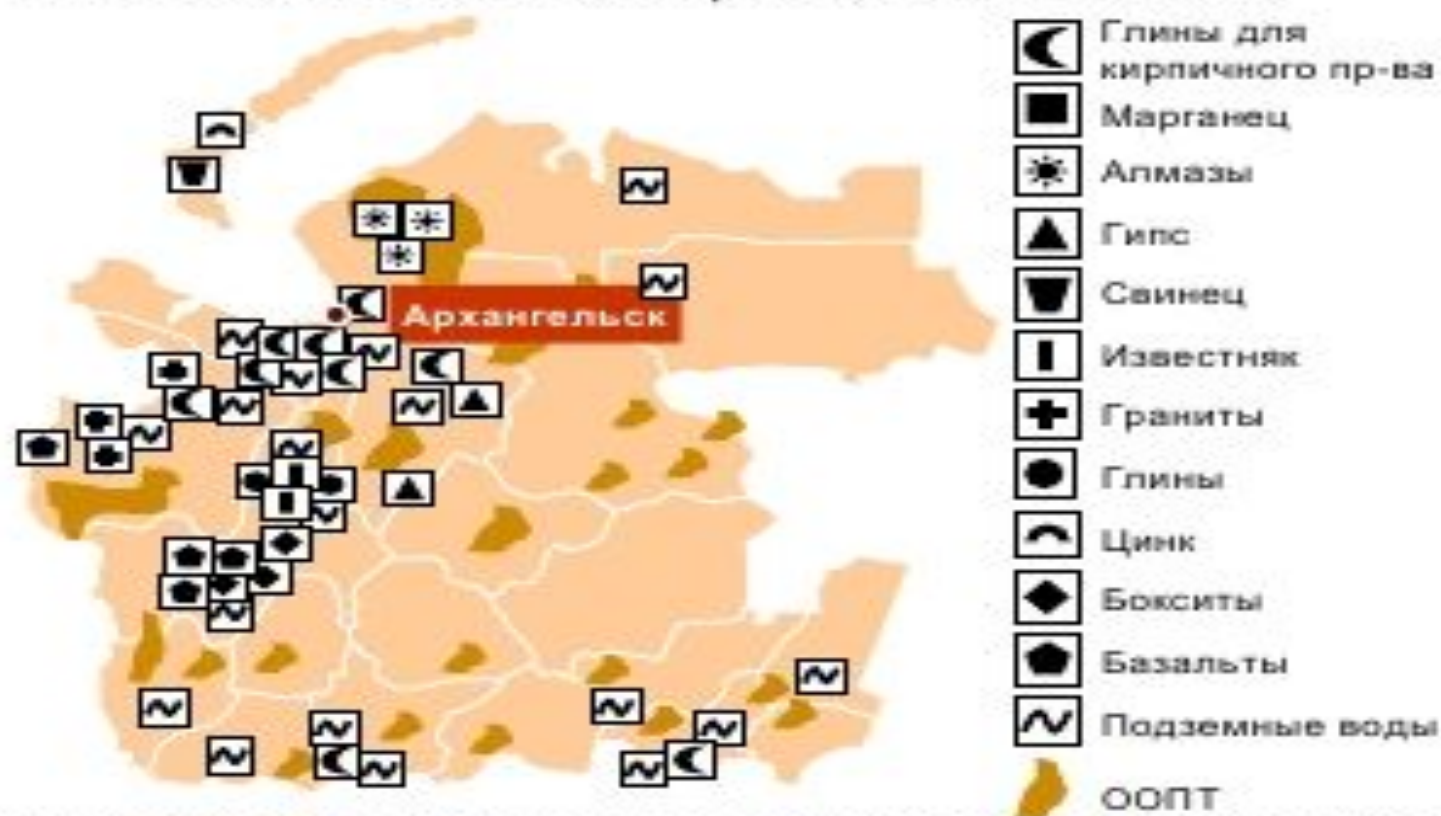 Архангельск
Глины для
кирпичного пр-ва
Марганец
Алмазы
Гипс
Свинец
Известняк
Граниты
Глины
Цинк
Бокситы
Базальты
Подземные воды
ООПТ